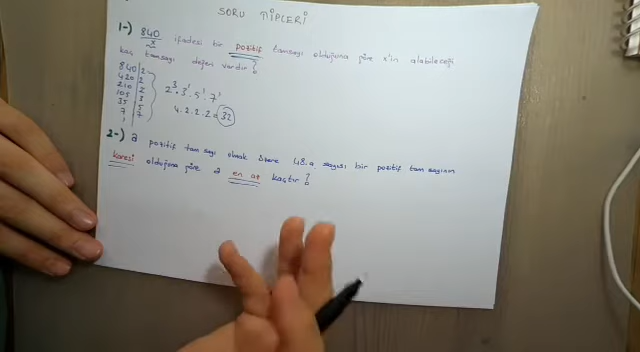 SORU TİPLERİ
1-) 840/x ifadesi bir pozitif tamsayı olduğuna göre x'in alabileceği
kaç tamsayı değeri vardır?
840 | 2
420 | 2
210 | 2
105 | 3
35 | 5
7 | 7
1
2³.3¹.5¹.7¹
4.2.2.2=32
2-) a pozitif tam sayı olmak üzere 48.a sayısı bir pozitif tam sayının
karesi olduğuna göre a en az kaçtır?